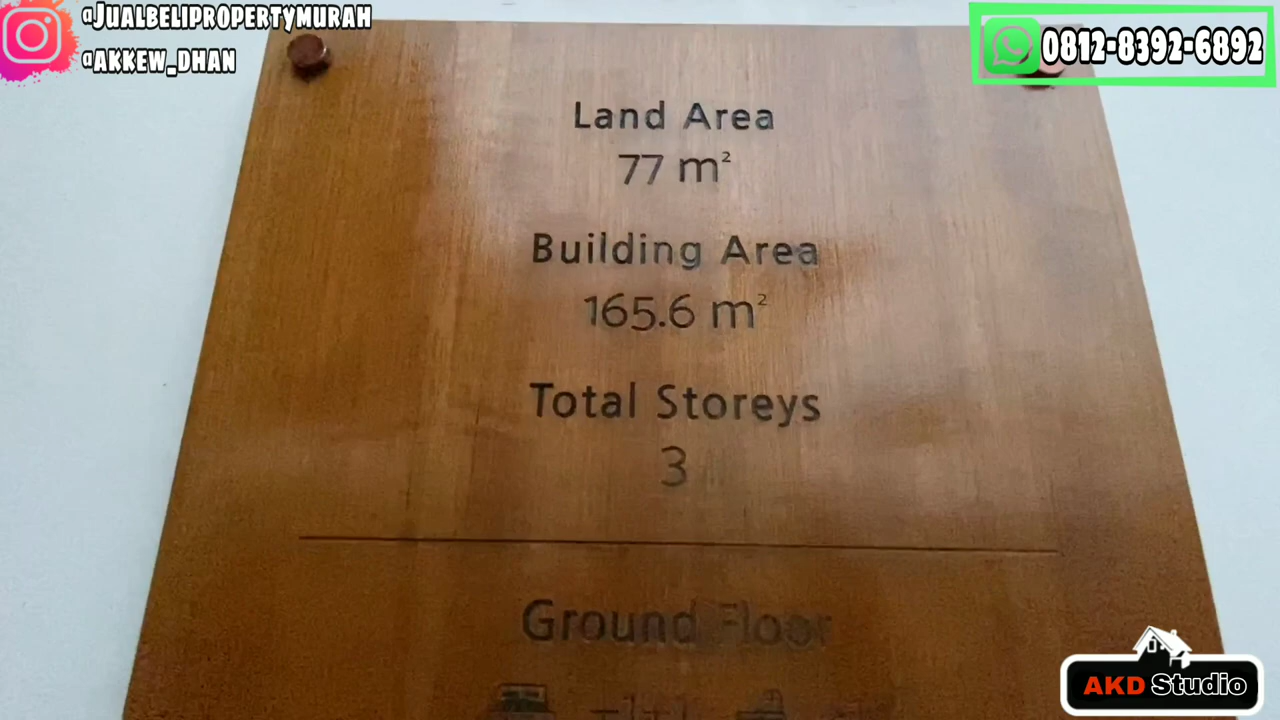 @JUALBELIPROPERTYMURAH
@AKKEW_DHAN
0812-8392-6892
Land Area
77 m²
Building Area
165.6 m²
Total Storeys
3
Ground Floor
AKD Studio